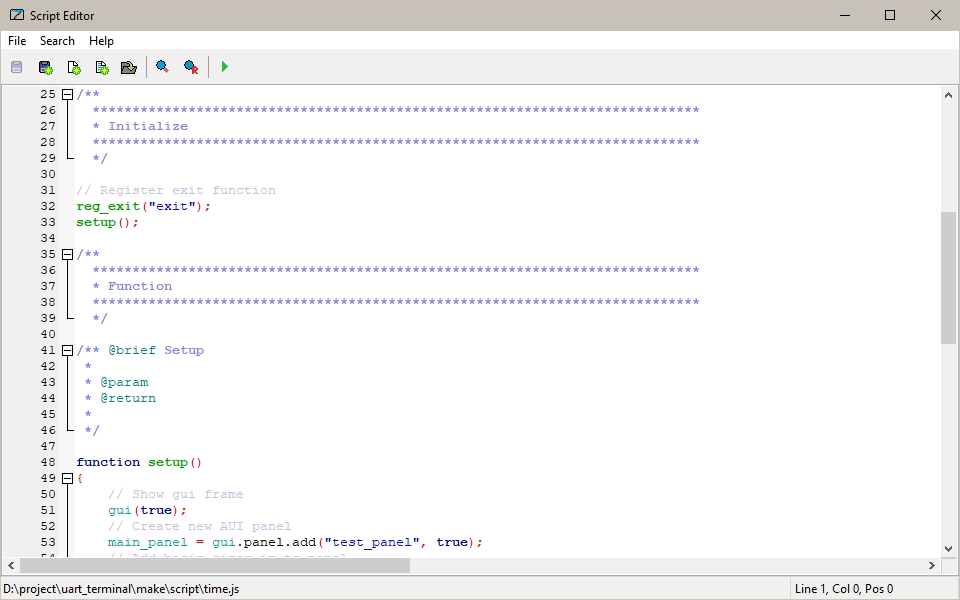 Script Editor
File Search Help
25 /**
26 ****************************************************************************
27 * Initialize
28 ****************************************************************************
29 */
30
31 // Register exit function
32 reg_exit("exit");
33 setup();
34
35 /**
36 ****************************************************************************
37 * Function
38 ****************************************************************************
39 */
40
41 /** @brief Setup
42 *
43 * @param
44 * @return
45 *
46 */
47
48 function setup()
49 {
50 // Show gui frame
51 gui(true);
52 // Create new AUI panel
53 main_panel = gui.panel.add("test_panel", true);
D:\project\uart_terminal\make\script\time.js
Line 1, Col 0, Pos 0